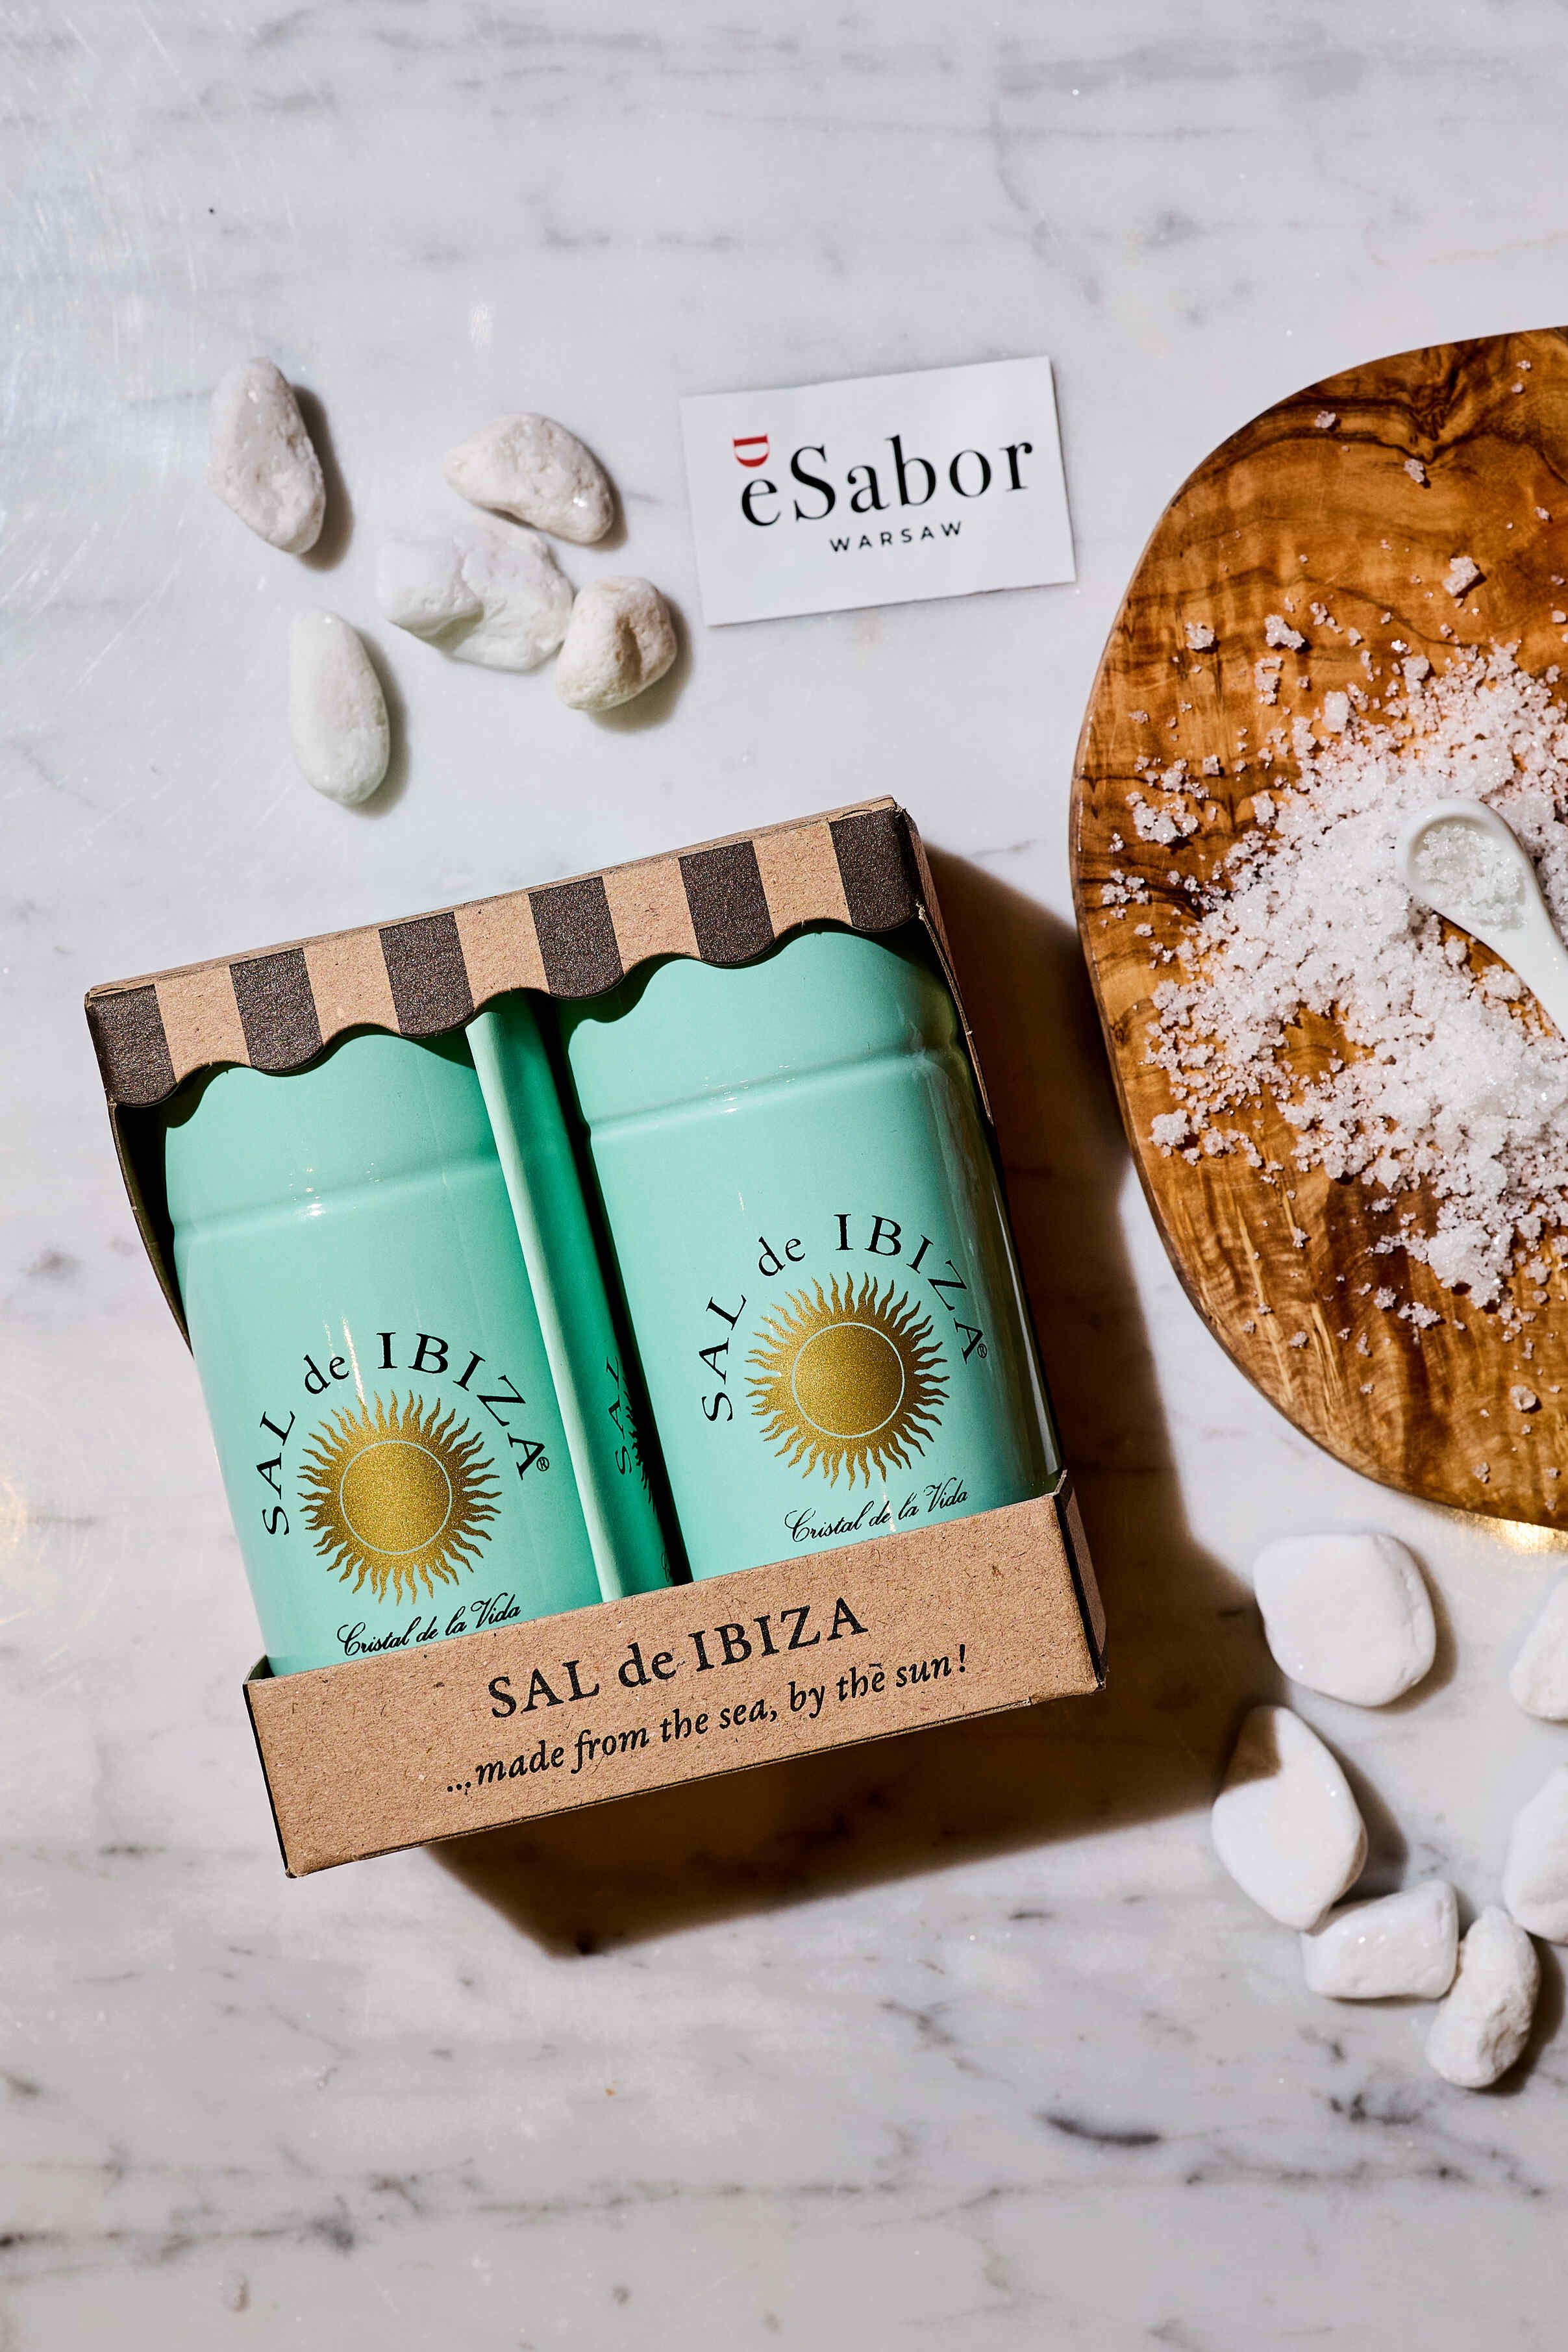 DeSabor
WARSAW
SAL de IBIZA®
Cristal de la Vida
SAL
SAL de IBIZA®
Cristal de la Vida
SAL de IBIZA
...made from the sea, by the sun!